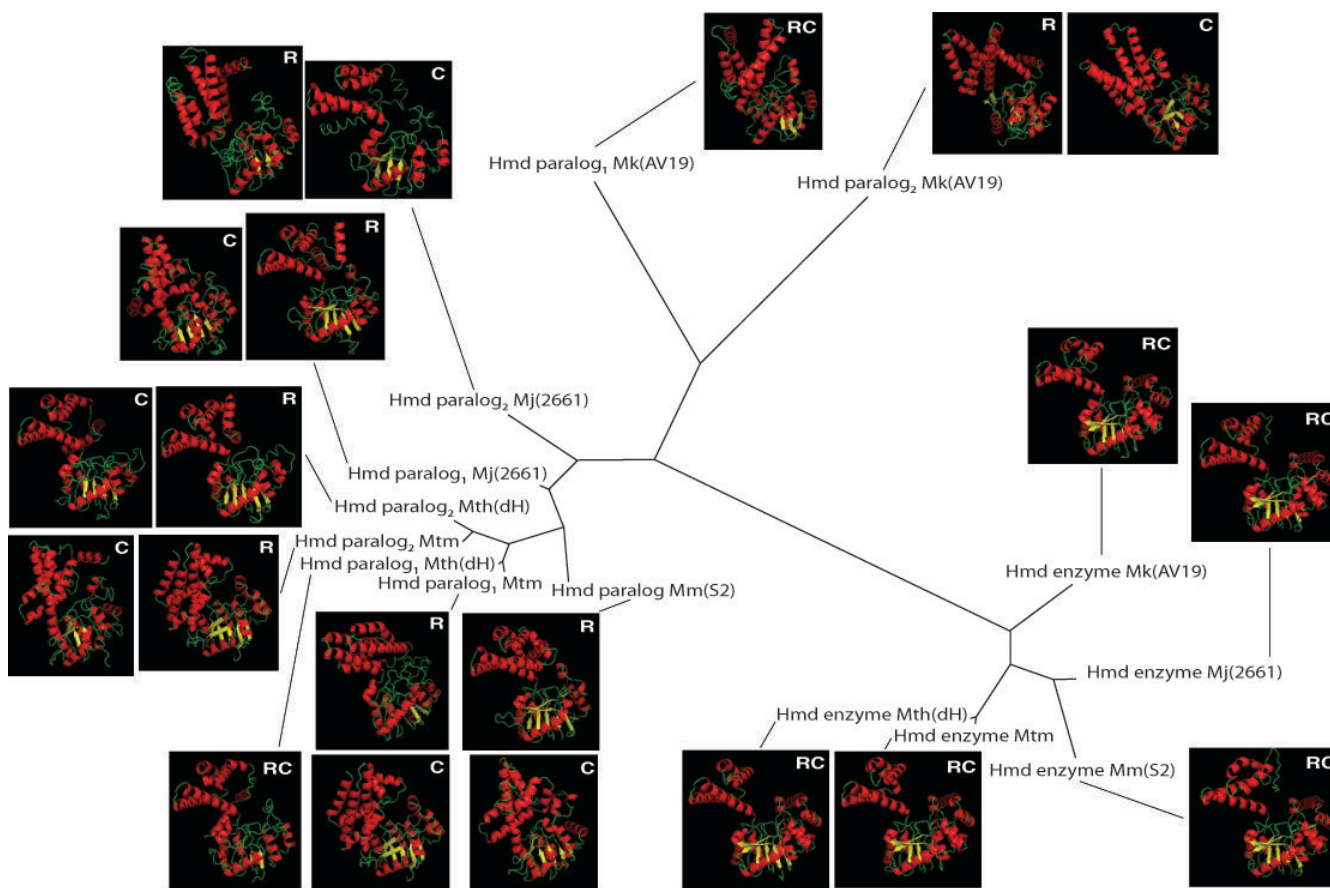 R
C
RC
R
C
Hmd paralog₁ Mk(AV19)
Hmd paralog₂ Mk(AV19)
C
R
RC
RC
Hmd paralog₂ Mj(2661)
C
R
Hmd paralog₁ Mj(2661)
Hmd paralog₂ Mth(dH)
C
R
Hmd paralog₂ Mtm
Hmd paralog₁ Mth(dH)
Hmd paralog₁ Mtm
Hmd paralog Mm(S2)
Hmd enzyme Mk(AV19)
Hmd enzyme Mj(2661)
R
R
Hmd enzyme Mth(dH)
Hmd enzyme Mtm
Hmd enzyme Mm(S2)
RC
C
C
RC
RC
RC